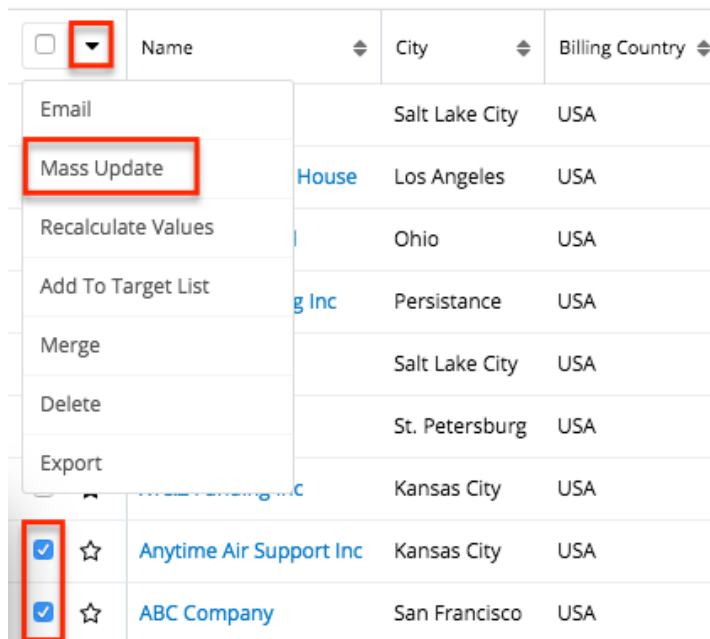 Name City Billing Country
Email Salt Lake City USA
Mass Update House Los Angeles USA
Recalculate Values Ohio USA
Add To Target List g Inc Persistance USA
Merge Salt Lake City USA
Delete St. Petersburg USA
Export
Inc Kansas City USA
Anytime Air Support Inc Kansas City USA
ABC Company San Francisco USA